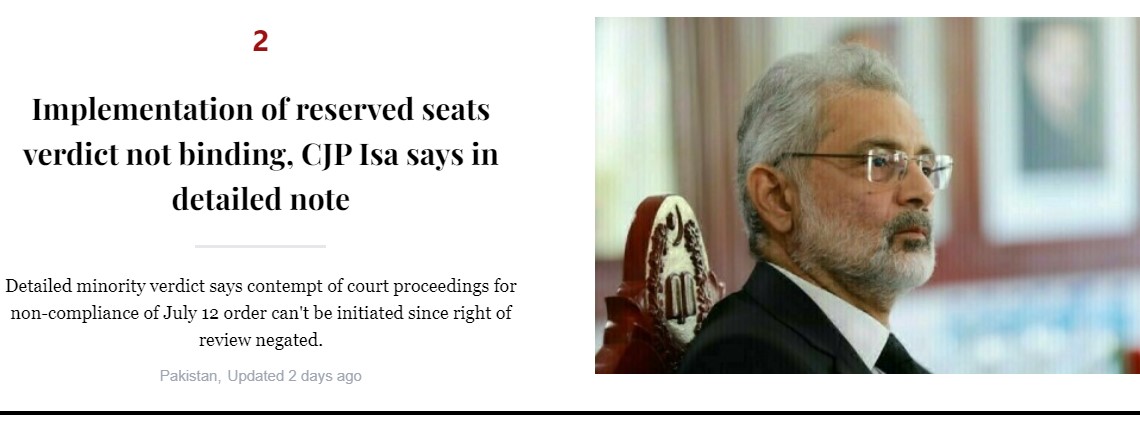 2
Implementation of reserved seats
verdict not binding, CJP Isa says in
detailed note
Detailed minority verdict says contempt of court proceedings for
non-compliance of July 12 order can't be initiated since right of
review negated.
Pakistan, Updated 2 days ago